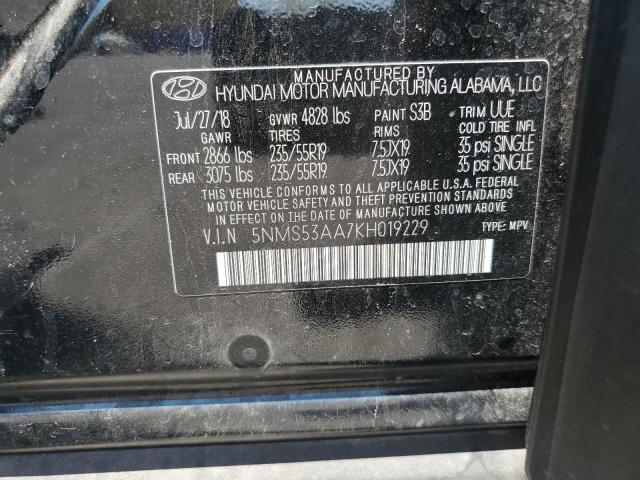 MANUFACTURED BY
HYUNDAI MOTOR MANUFACTURING ALABAMA, LLC
Jul/27/18 GVWR 4828 lbs PAINT S3B TRIM UUE
GAWR TIRES RIMS COLD TIRE INFL
FRONT 2866 lbs 235/55R19 7.5JX19 35 psi SINGLE
REAR 3075 lbs 235/55R19 7.5JX19 35 psi SINGLE
THIS VEHICLE CONFORMS TO ALL APPLICABLE U.S.A. FEDERAL
MOTOR VEHICLE SAFETY AND THEFT PREVENTION STANDARDS
IN EFFECT ON THE DATE OF MANUFACTURE SHOWN ABOVE.
V.I.N 5NMS53AA7KH019229 TYPE: MPV